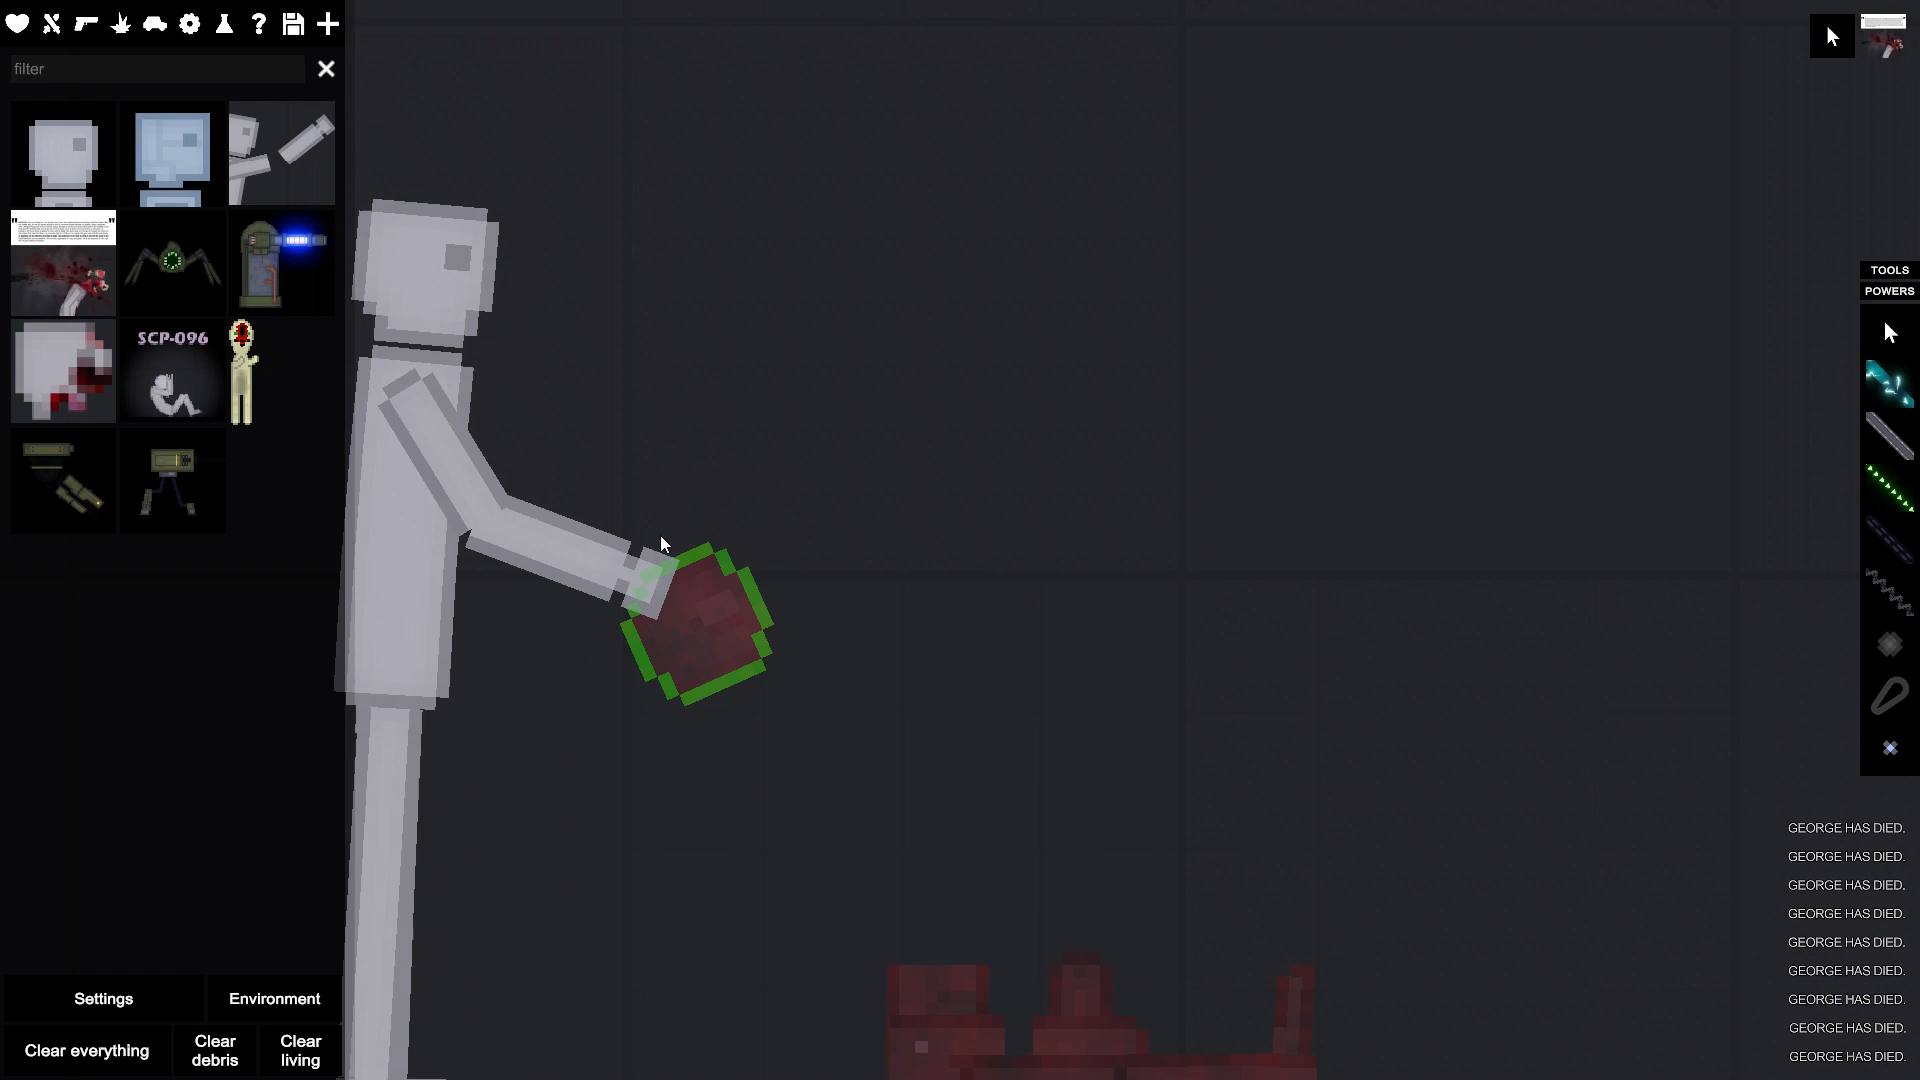 filter
SCP-096
TOOLS
POWERS
GEORGE HAS DIED.
GEORGE HAS DIED.
GEORGE HAS DIED.
GEORGE HAS DIED.
GEORGE HAS DIED.
GEORGE HAS DIED.
GEORGE HAS DIED.
GEORGE HAS DIED.
GEORGE HAS DIED.
Settings
Environment
Clear everything
Clear
debris
Clear
living